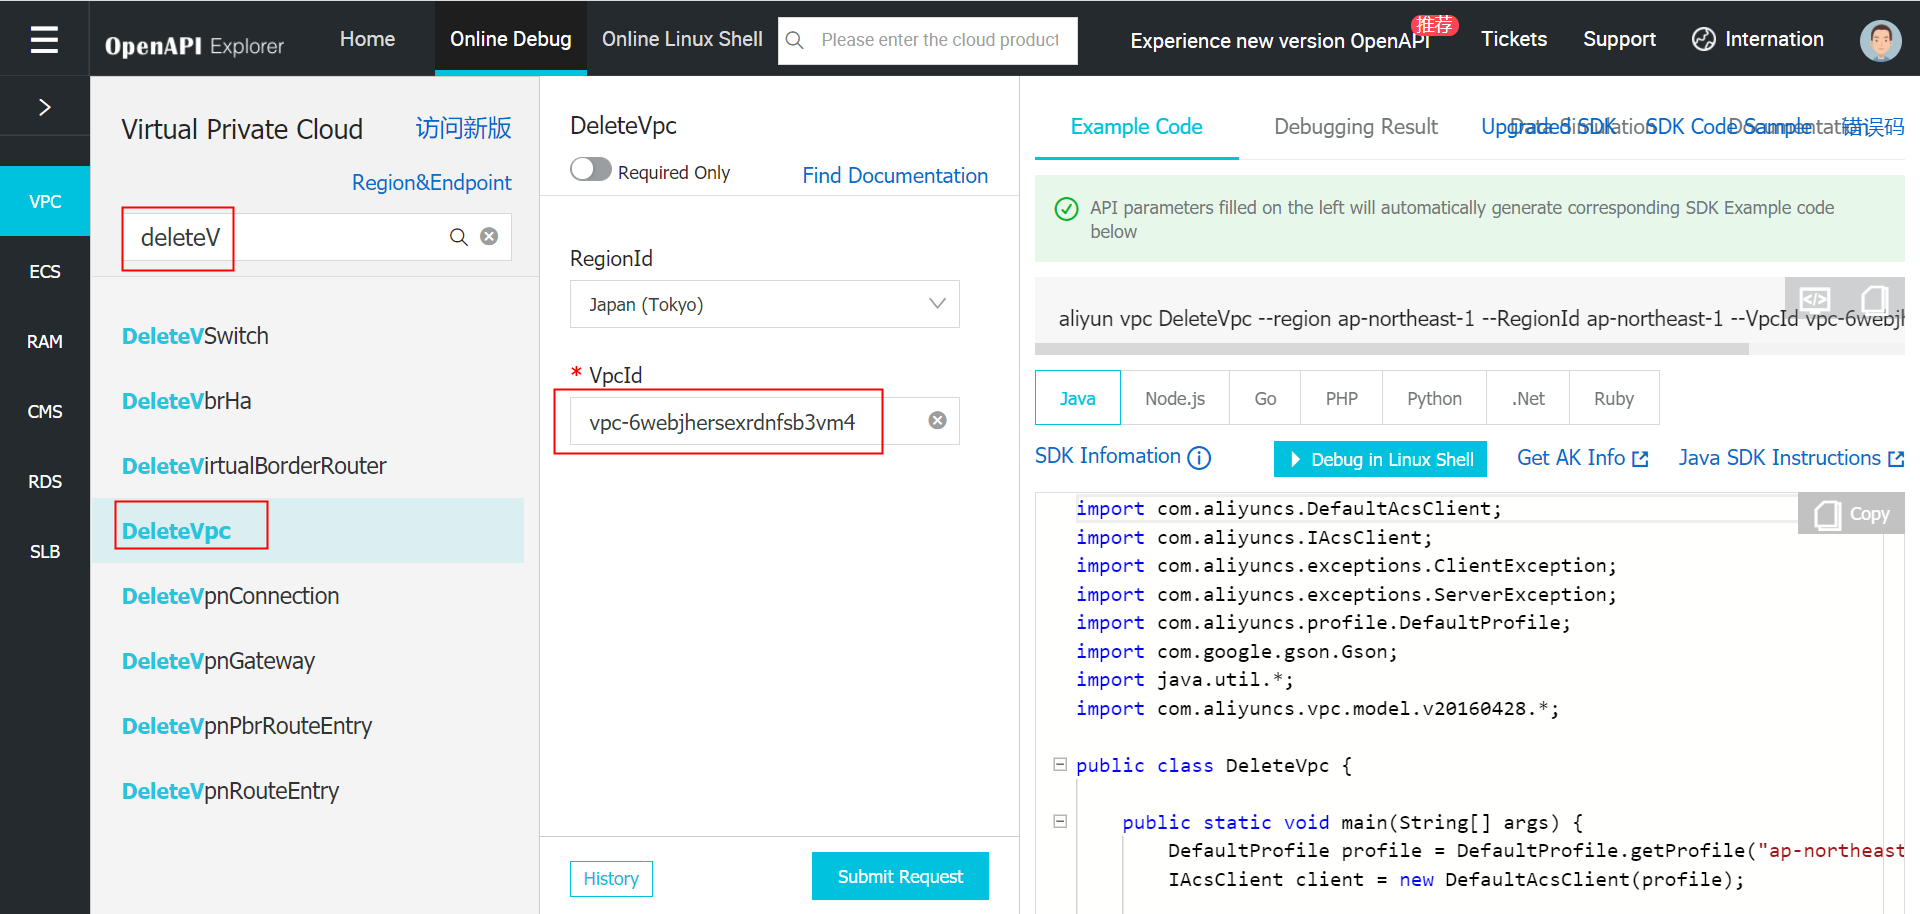 OpenAPI Explorer
Home
Online Debug
Online Linux Shell
Please enter the cloud product
Experience new version OpenAPI
推荐
Tickets
Support
Internation
VPC
ECS
RAM
CMS
RDS
SLB
Virtual Private Cloud
访问新版
Region&Endpoint
deleteV
DeleteVSwitch
DeleteVbrHa
DeleteVirtualBorderRouter
DeleteVpc
DeleteVpnConnection
DeleteVpnGateway
DeleteVpnPbrRouteEntry
DeleteVpnRouteEntry
DeleteVpc
Required Only
Find Documentation
RegionId
Japan (Tokyo)
* VpcId
vpc-6webjhersexrdnfsb3vm4
History
Submit Request
Example Code
Debugging Result
Upgraded SDK
Data Simulation
SDK Code Sample
Documentation
错误码
API parameters filled on the left will automatically generate corresponding SDK Example code
below
aliyun vpc DeleteVpc --region ap-northeast-1 --RegionId ap-northeast-1 --VpcId vpc-6webjh
Java
Node.js
Go
PHP
Python
.Net
Ruby
SDK Infomation
Debug in Linux Shell
Get AK Info
Java SDK Instructions
Copy
import com.aliyuncs.DefaultAcsClient;
import com.aliyuncs.IAcsClient;
import com.aliyuncs.exceptions.ClientException;
import com.aliyuncs.exceptions.ServerException;
import com.aliyuncs.profile.DefaultProfile;
import com.google.gson.Gson;
import java.util.*;
import com.aliyuncs.vpc.model.v20160428.*;
public class DeleteVpc {
public static void main(String[] args) {
DefaultProfile profile = DefaultProfile.getProfile("ap-northeast
IAcsClient client = new DefaultAcsClient(profile);